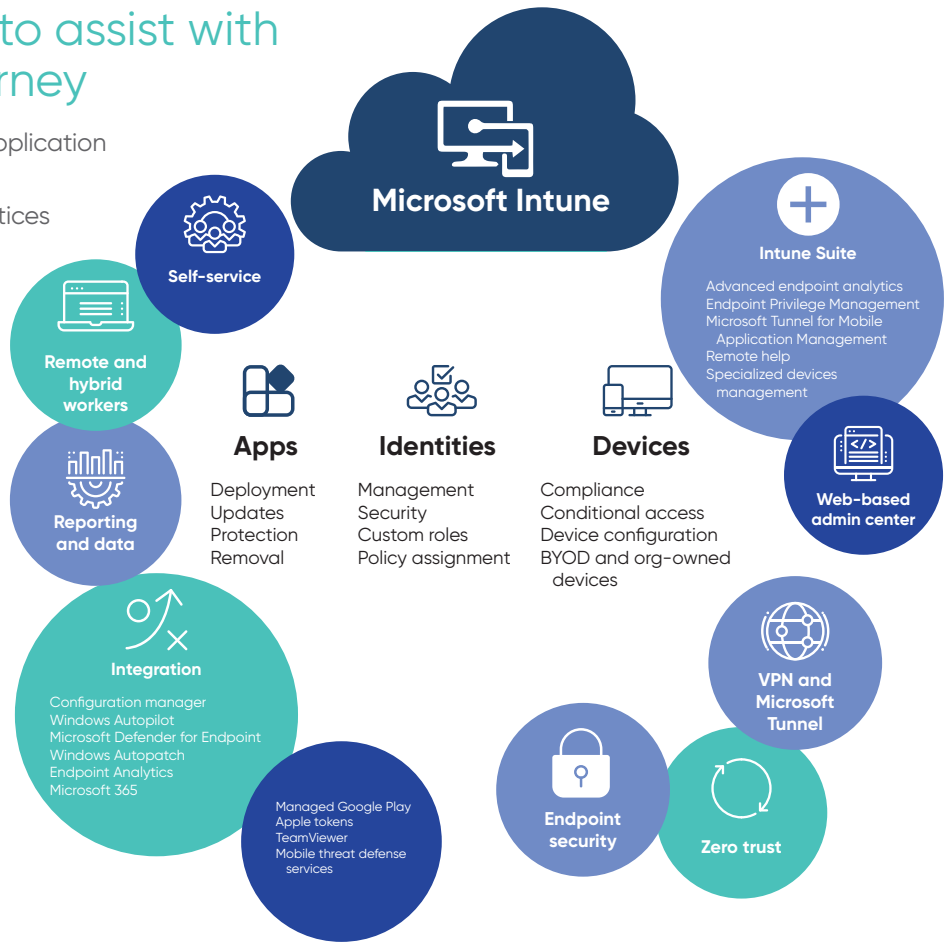 to assist with
rney
pplication
tices
Microsoft Intune
Self-service
Remote and
hybrid
workers
Reporting
and data
Integration
Configuration manager
Windows Autopilot
Microsoft Defender for Endpoint
Windows Autopatch
Endpoint Analytics
Microsoft 365
Managed Google Play
Apple tokens
TeamViewer
Mobile threat defense
services
Apps
Deployment
Updates
Protection
Removal
Identities
Management
Security
Custom roles
Policy assignment
Devices
Compliance
Conditional access
Device configuration
BYOD and org-owned
devices
Intune Suite
Advanced endpoint analytics
Endpoint Privilege Management
Microsoft Tunnel for Mobile
Application Management
Remote help
Specialized devices
management
</>
Web-based
admin center
VPN and
Microsoft
Tunnel
Endpoint
security
Zero trust